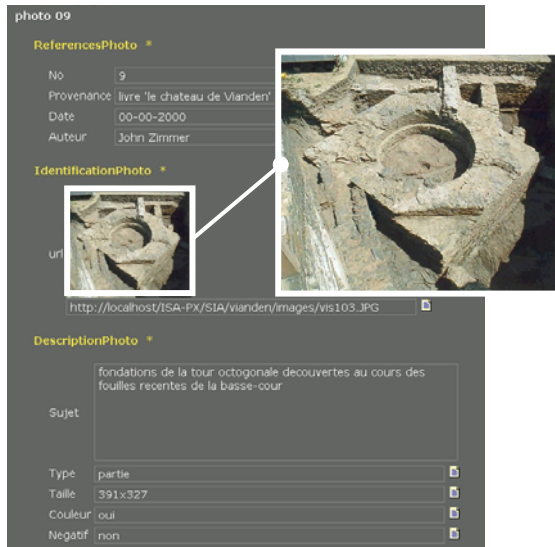 photo 09
ReferencesPhoto *
No 9
Provenance livre 'le chateau de Vianden'
Date 00-00-2000
Auteur John Zimmer
IdentificationPhoto *
url
http://localhost/ISA-PX/SIA/vianden/images/vis103.JPG
DescriptionPhoto *
fondations de la tour octogonale decouvertes au cours des
fouilles recentes de la basse-cour
Sujet
Type partie
Taille 391x327
Couleur oui
Negatif non